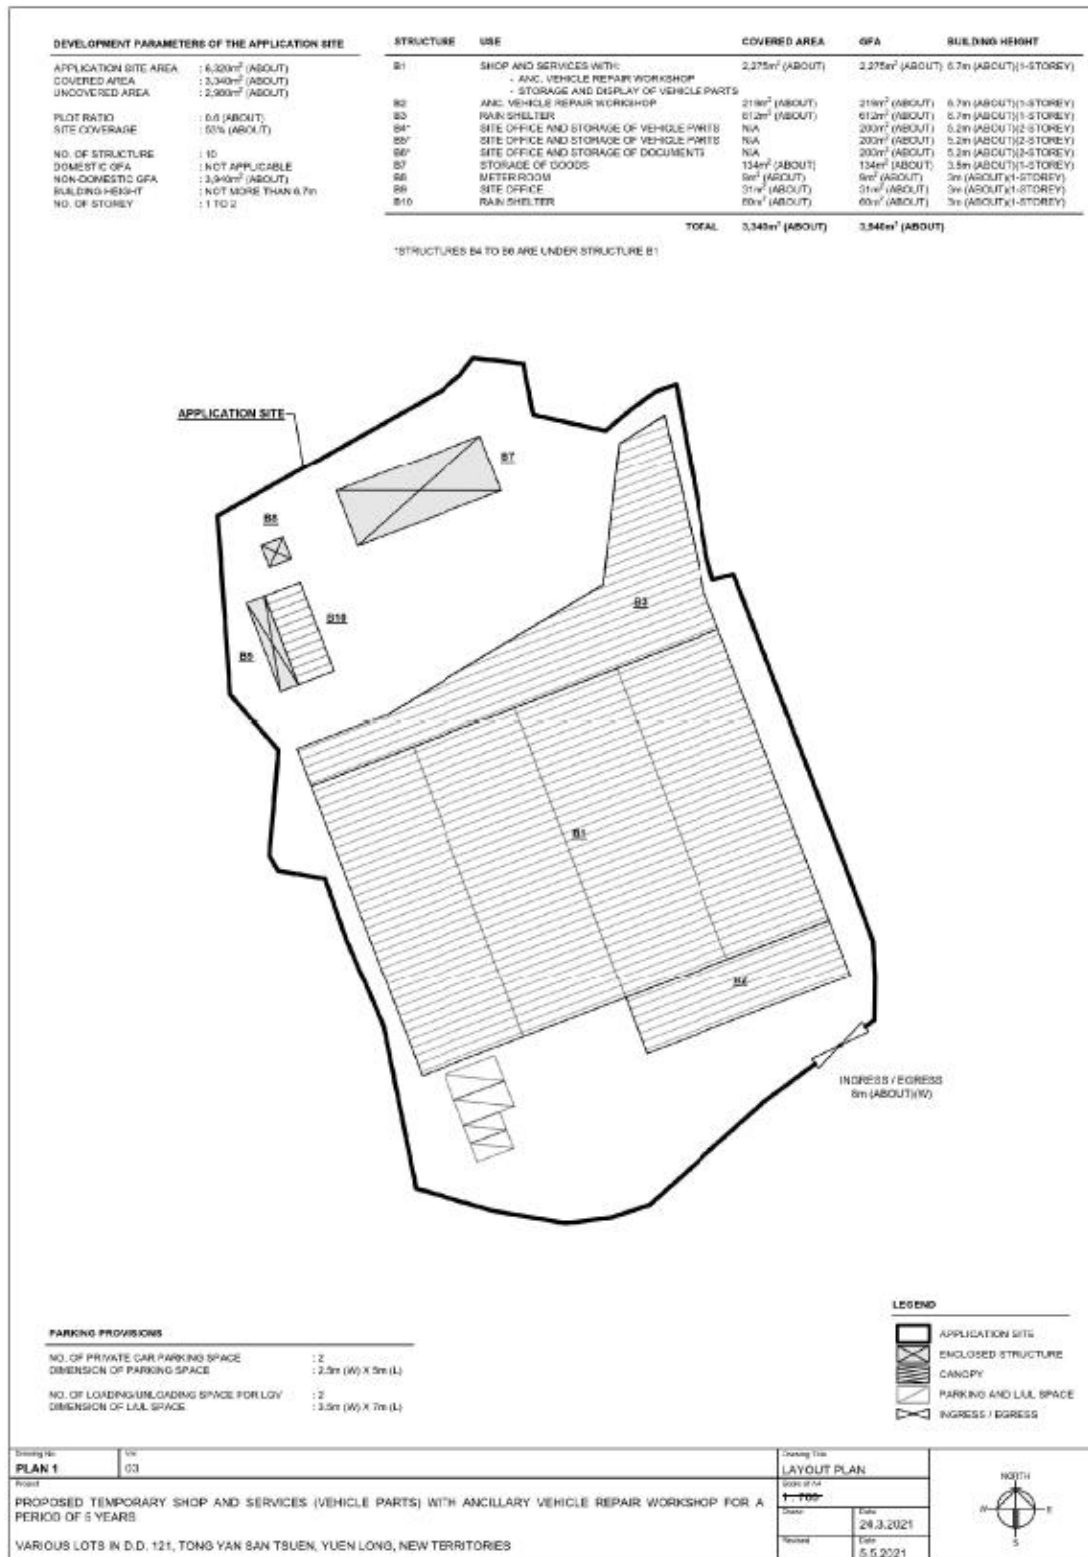 DEVELOPMENT PARAMETERS OF THE APPLICATION SITE
APPLICATION SITE AREA : 6,320m² (ABOUT)
COVERED AREA : 3,340m² (ABOUT)
UNCOVERED AREA : 2,980m² (ABOUT)
PLOT RATIO : 0.6 (ABOUT)
SITE COVERAGE : 53% (ABOUT)
NO. OF STRUCTURE : 10
DOMESTIC GFA : NOT APPLICABLE
NON-DOMESTIC GFA : 3,940m² (ABOUT)
BUILDING HEIGHT : NOT MORE THAN 6.7m
NO. OF STOREY : 1 TO 2
STRUCTURE USE COVERED AREA GFA BUILDING HEIGHT
B1 SHOP AND SERVICES WITH: 2,275m² (ABOUT) 2,275m² (ABOUT) 6.7m (ABOUT)(1-STOREY)
- ANC. VEHICLE REPAIR WORKSHOP
- STORAGE AND DISPLAY OF VEHICLE PARTS
B2 ANC. VEHICLE REPAIR WORKSHOP 219m² (ABOUT) 219m² (ABOUT) 6.7m (ABOUT)(1-STOREY)
B3 RAIN SHELTER 612m² (ABOUT) 612m² (ABOUT) 6.7m (ABOUT)(1-STOREY)
B4* SITE OFFICE AND STORAGE OF VEHICLE PARTS N/A 200m² (ABOUT) 5.2m (ABOUT)(2-STOREY)
B5* SITE OFFICE AND STORAGE OF VEHICLE PARTS N/A 200m² (ABOUT) 5.2m (ABOUT)(2-STOREY)
B6* SITE OFFICE AND STORAGE OF DOCUMENTS N/A 200m² (ABOUT) 5.2m (ABOUT)(2-STOREY)
B7 STORAGE OF GOODS 134m² (ABOUT) 134m² (ABOUT) 3.5m (ABOUT)(1-STOREY)
B8 METER ROOM 9m² (ABOUT) 9m² (ABOUT) 3m (ABOUT)(1-STOREY)
B9 SITE OFFICE 31m² (ABOUT) 31m² (ABOUT) 3m (ABOUT)(1-STOREY)
B10 RAIN SHELTER 60m² (ABOUT) 60m² (ABOUT) 3m (ABOUT)(1-STOREY)
TOTAL 3,340m² (ABOUT) 3,940m² (ABOUT)
*STRUCTURES B4 TO B6 ARE UNDER STRUCTURE B1
APPLICATION SITE
B7
B8
B3
B10
B9
B1
B2
INGRESS / EGRESS
8m (ABOUT)(W)
PARKING PROVISIONS
NO. OF PRIVATE CAR PARKING SPACE : 2
DIMENSION OF PARKING SPACE : 2.5m (W) X 5m (L)
NO. OF LOADING/UNLOADING SPACE FOR LGV : 2
DIMENSION OF L/UL SPACE : 3.5m (W) X 7m (L)
LEGEND
APPLICATION SITE
ENCLOSED STRUCTURE
CANOPY
PARKING AND L/UL SPACE
INGRESS / EGRESS
Drawing No. Ver.
PLAN 1 03
Project
PROPOSED TEMPORARY SHOP AND SERVICES (VEHICLE PARTS) WITH ANCILLARY VEHICLE REPAIR WORKSHOP FOR A
PERIOD OF 5 YEARS
VARIOUS LOTS IN D.D. 121, TONG YAN SAN TSUEN, YUEN LONG, NEW TERRITORIES
Drawing Title
LAYOUT PLAN
Scale of A4
1 : 700
Drawn Date
24.3.2021
Revised Date
5.5.2021
NORTH
W E
S